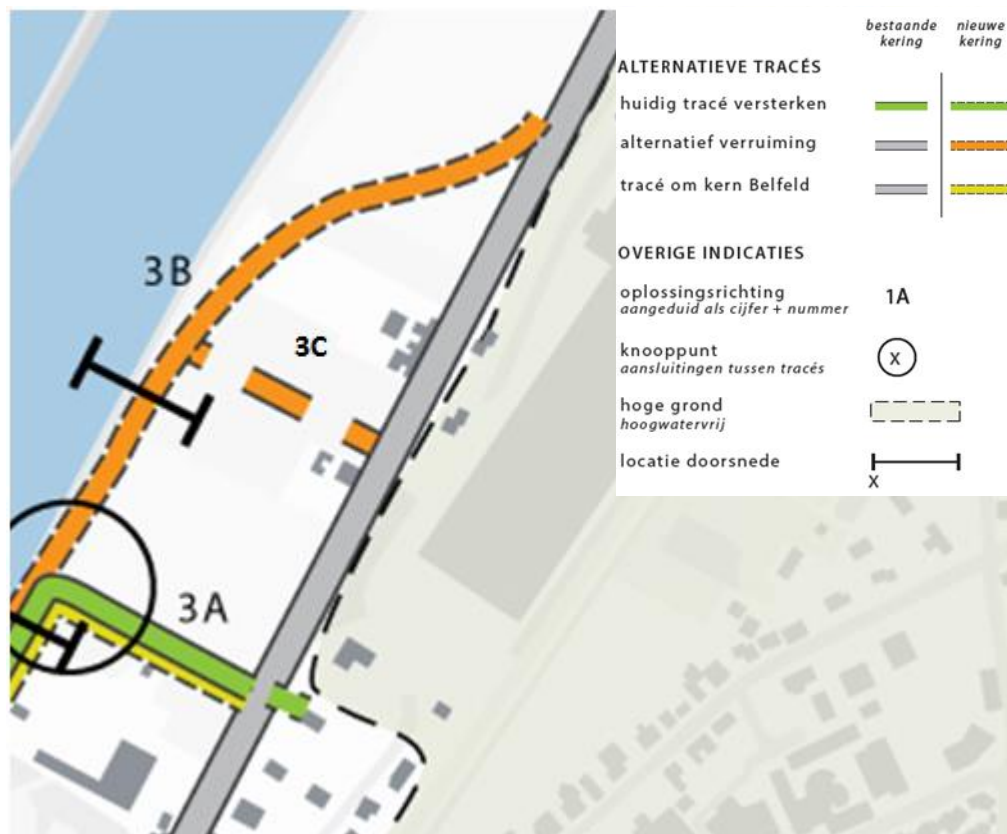 bestaande nieuwe
kering kering
ALTERNATIEVE TRACÉS
huidig tracé versterken
alternatief verruiming
tracé om kern Belfeld
OVERIGE INDICATIES
oplossingsrichting 1A
aangeduid als cijfer + nummer
knooppunt X
aansluitingen tussen tracés
hoge grond
hoogwatervrij
locatie doorsnede
X
3B
3C
3A